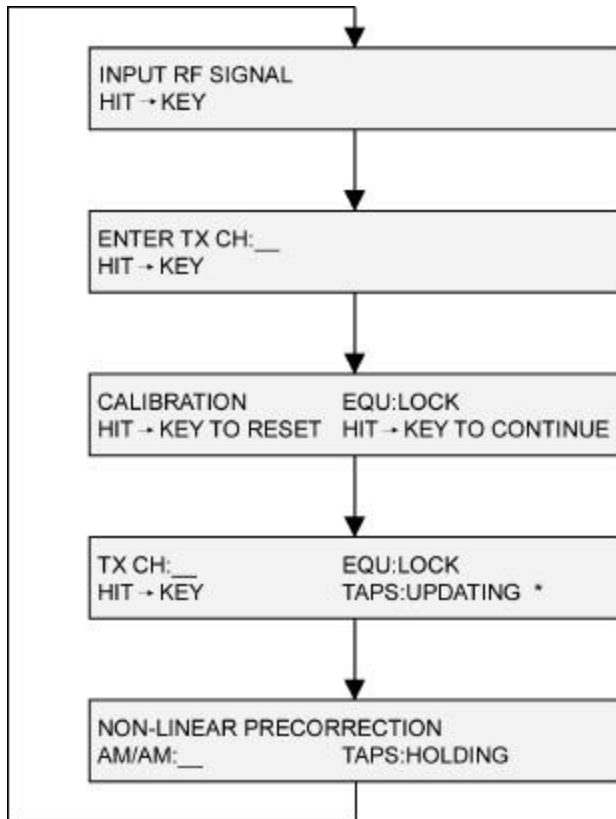 INPUT RF SIGNAL
HIT → KEY
ENTER TX CH:__
HIT → KEY
CALIBRATION EQU:LOCK
HIT → KEY TO RESET HIT → KEY TO CONTINUE
TX CH:__ EQU:LOCK
HIT → KEY TAPS:UPDATING *
NON-LINEAR PRECORRECTION
AM/AM:__ TAPS:HOLDING